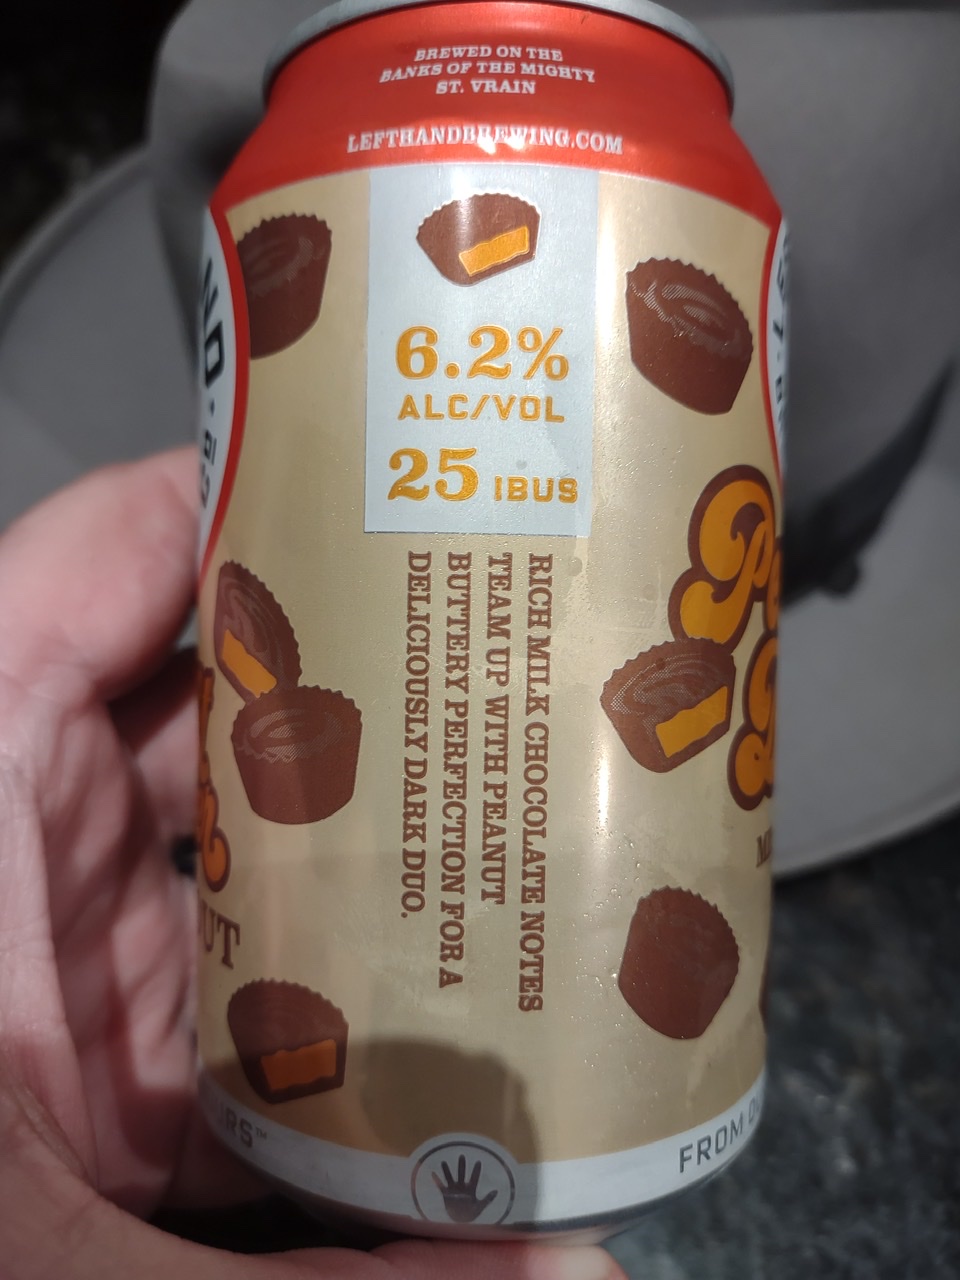 BREWED ON THE
BANKS OF THE MIGHTY
ST. VRAIN
LEFTHANDBREWING.COM
6.2%
ALC/VOL
25 IBUS
RICH MILK CHOCOLATE NOTES
TEAM UP WITH PEANUT
BUTTERY PERFECTION FOR A
DELICIOUSLY DARK DUO.
FROM